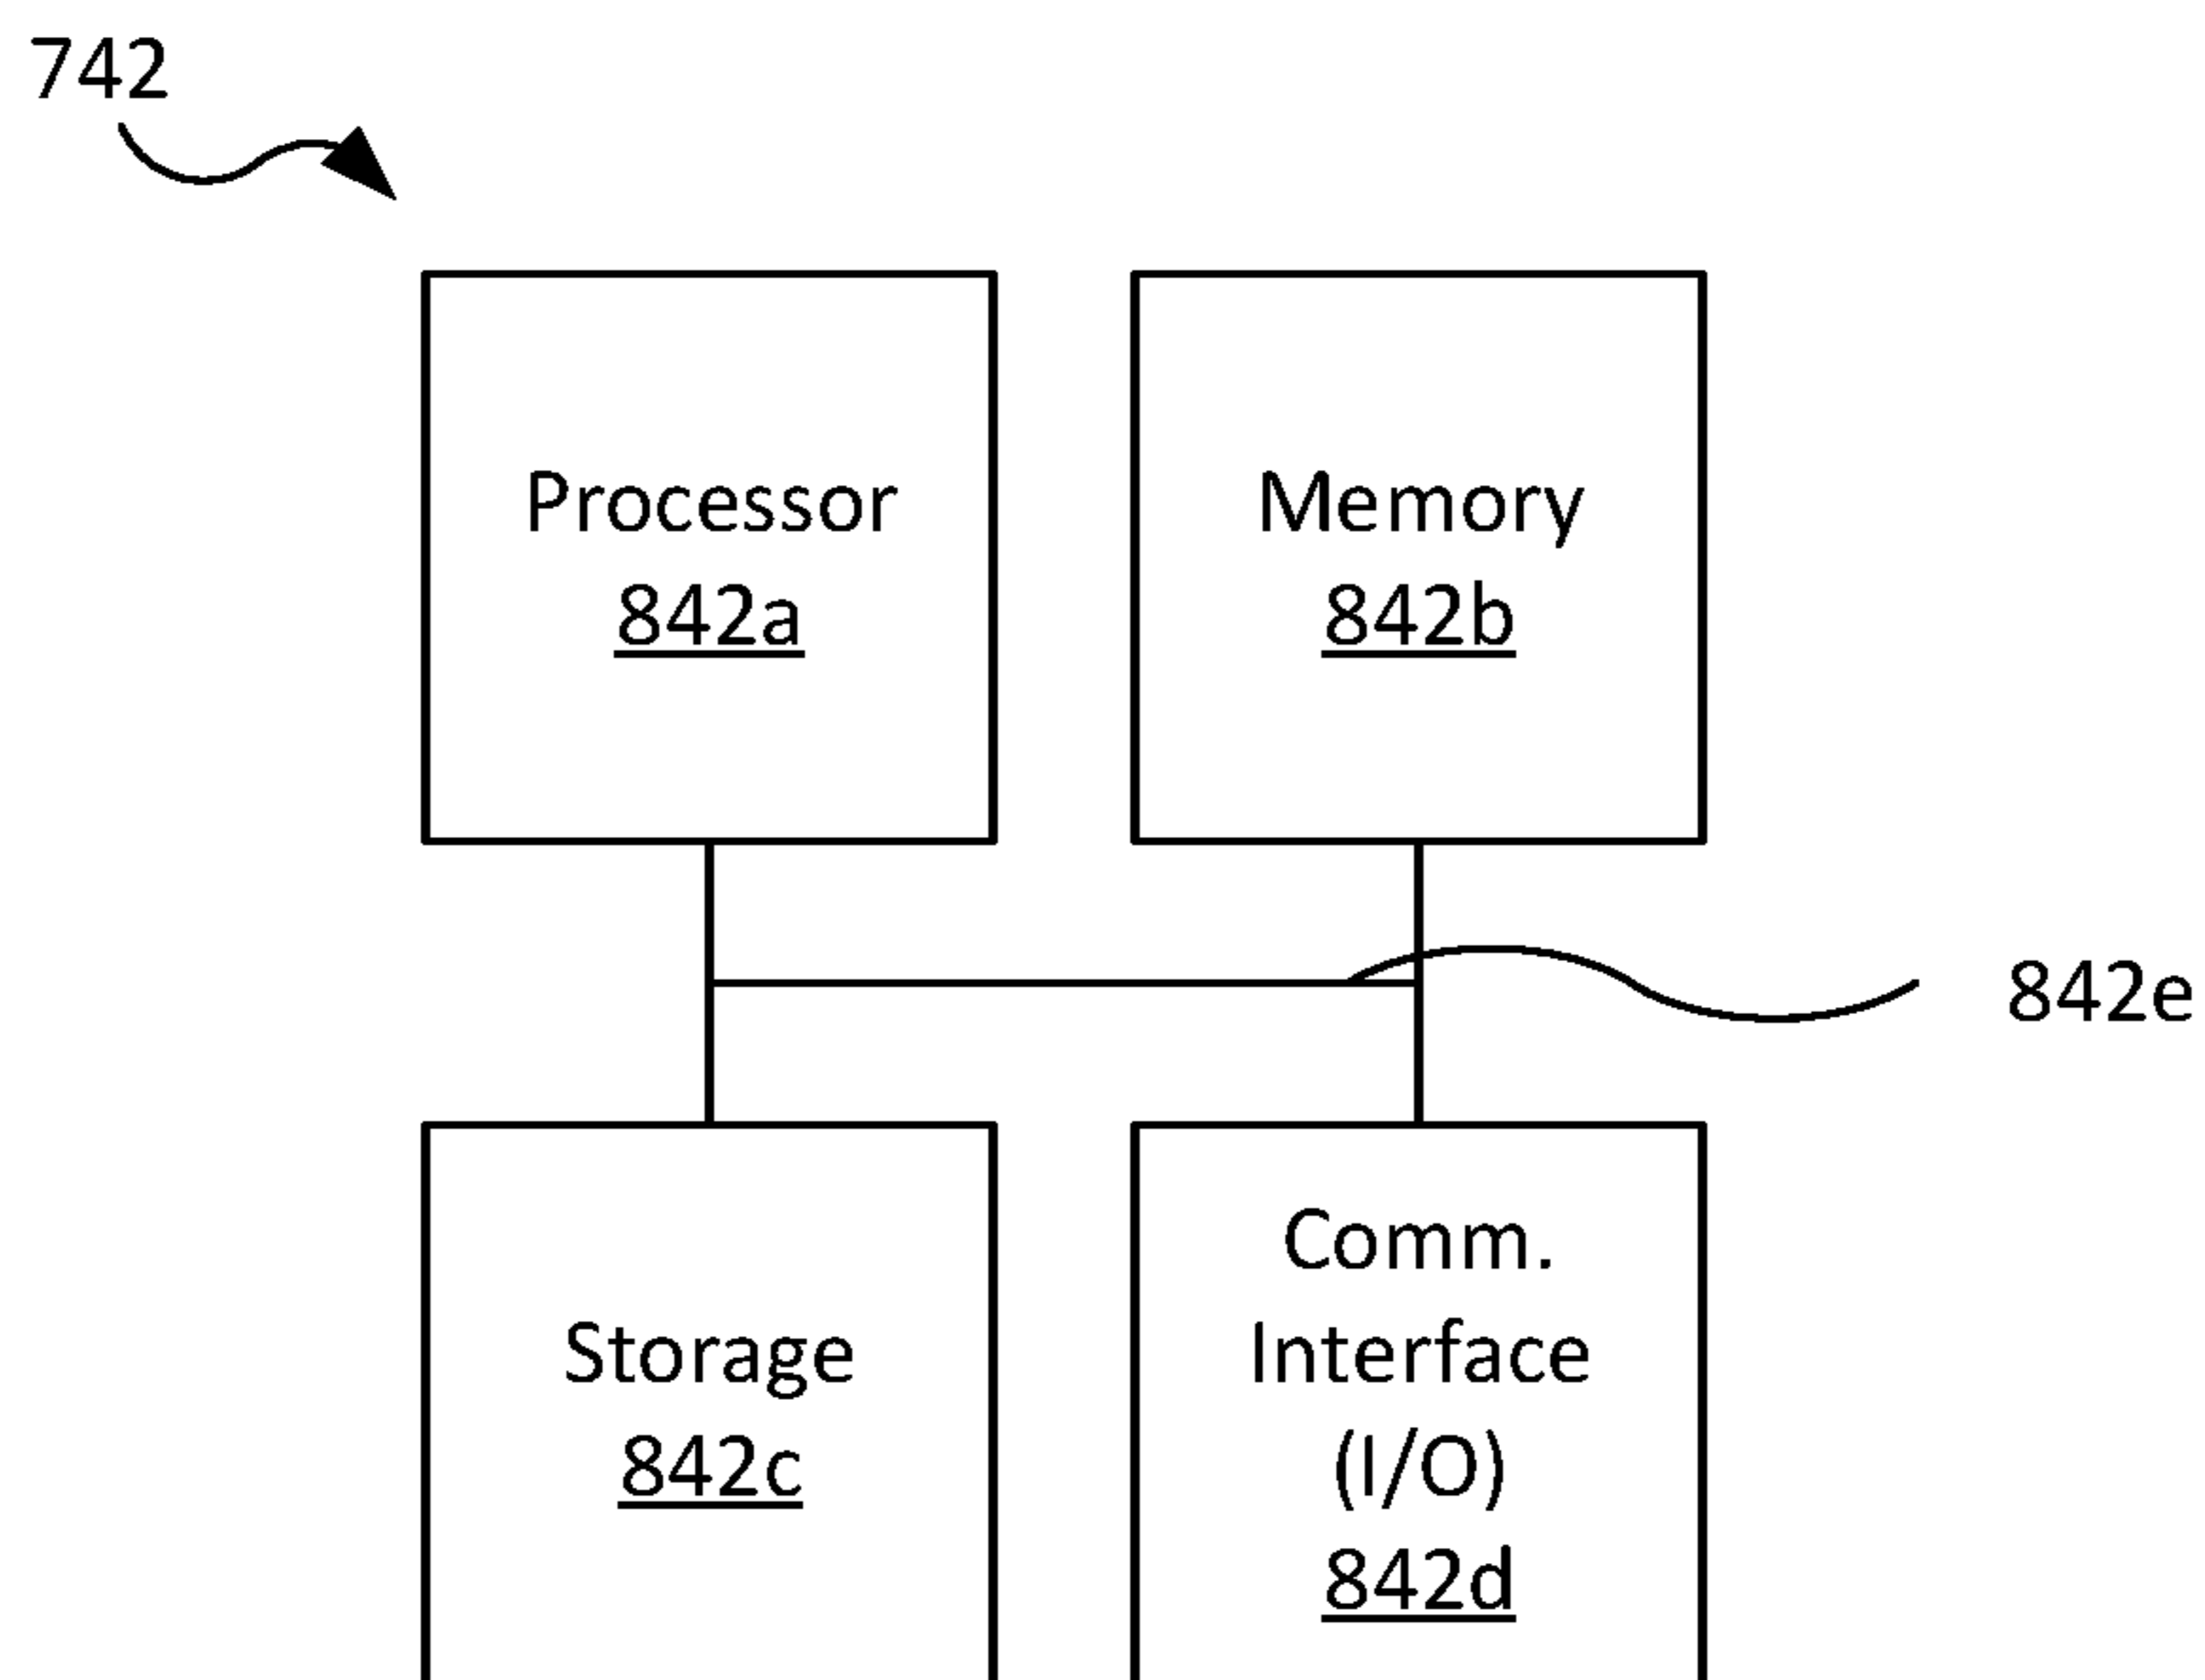 742
Processor
842a
Memory
842b
842e
Storage
842c
Comm.
Interface
(I/O)
842d